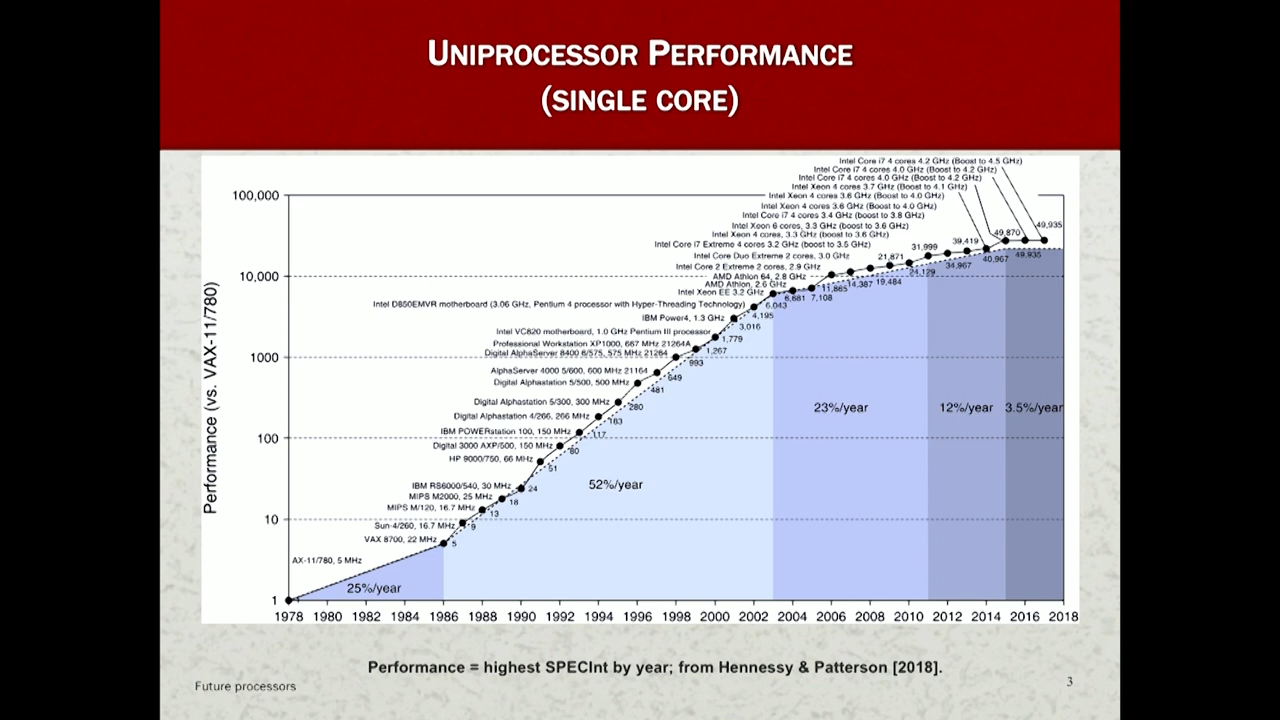 UNIPROCESSOR PERFORMANCE
(SINGLE CORE)
Intel Core i7 4 cores 4.2 GHz (Boost to 4.5 GHz)
Intel Core i7 4 cores 4.0 GHz (Boost to 4.2 GHz)
Intel Core i7 4 cores 4.0 GHz (Boost to 4.2 GHz)
Intel Xeon 4 cores 3.7 GHz (Boost to 4.1 GHz)
Intel Xeon 4 cores 3.6 GHz (Boost to 4.0 GHz)
Intel Xeon 4 cores 3.6 GHz (Boost to 4.0 GHz)
Intel Core i7 4 cores 3.4 GHz (boost to 3.8 GHz)
Intel Xeon 6 cores, 3.3 GHz (boost to 3.6 GHz)
Intel Xeon 4 cores, 3.3 GHz (boost to 3.6 GHz)
Intel Core i7 Extreme 4 cores 3.2 GHz (boost to 3.5 GHz)
Intel Core Duo Extreme 2 cores, 3.0 GHz
Intel Core 2 Extreme 2 cores, 2.9 GHz
AMD Athlon 64, 2.8 GHz
AMD Athlon, 2.6 GHz
Intel Xeon EE 3.2 GHz
Intel D850EMVR motherboard (3.06 GHz, Pentium 4 processor with Hyper-Threading Technology)
IBM Power4, 1.3 GHz
Intel VC820 motherboard, 1.0 GHz Pentium III processor
Professional Workstation XP1000, 667 MHz 21264A
Digital AlphaServer 8400 6/575, 575 MHz 21264
AlphaServer 4000 5/600, 600 MHz 21164
Digital Alphastation 5/500, 500 MHz
Digital Alphastation 5/300, 300 MHz
Digital Alphastation 4/266, 266 MHz
IBM POWERstation 100, 150 MHz
Digital 3000 AXP/500, 150 MHz
HP 9000/750, 66 MHz
IBM RS6000/540, 30 MHz
MIPS M2000, 25 MHz
MIPS M/120, 16.7 MHz
Sun-4/260, 16.7 MHz
VAX 8700, 22 MHz
AX-11/780, 5 MHz
5
9
13
18
24
51
80
117
183
280
481
649
993
1,267
1,779
3,016
4,195
6,043
6,681
7,108
11,865
14,387
19,484
21,871
24,129
31,999
34,967
39,419
40,967
49,870
49,935
49,935
25%/year
52%/year
23%/year
12%/year
3.5%/year
Performance (vs. VAX-11/780)
100,000
10,000
1000
100
10
1
1978 1980 1982 1984 1986 1988 1990 1992 1994 1996 1998 2000 2002 2004 2006 2008 2010 2012 2014 2016 2018
Performance = highest SPECInt by year; from Hennessy & Patterson [2018].
Future processors
3